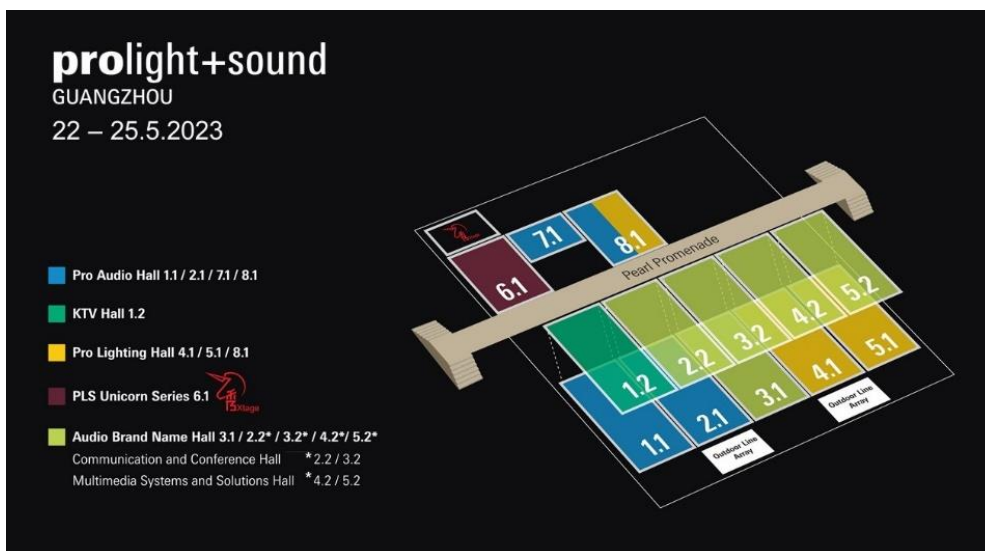 prolight+sound
GUANGZHOU
22 – 25.5.2023
Pro Audio Hall 1.1 / 2.1 / 7.1 / 8.1
KTV Hall 1.2
Pro Lighting Hall 4.1 / 5.1 / 8.1
PLS Unicorn Series 6.1
Xtage
Audio Brand Name Hall 3.1 / 2.2* / 3.2* / 4.2*/ 5.2*
Communication and Conference Hall *2.2 / 3.2
Multimedia Systems and Solutions Hall *4.2 / 5.2
6.1
7.1
8.1
Pearl Promenade
1.2
2.2
3.2
4.2
5.2
1.1
2.1
3.1
4.1
5.1
Outdoor Line
Array
Outdoor Line
Array